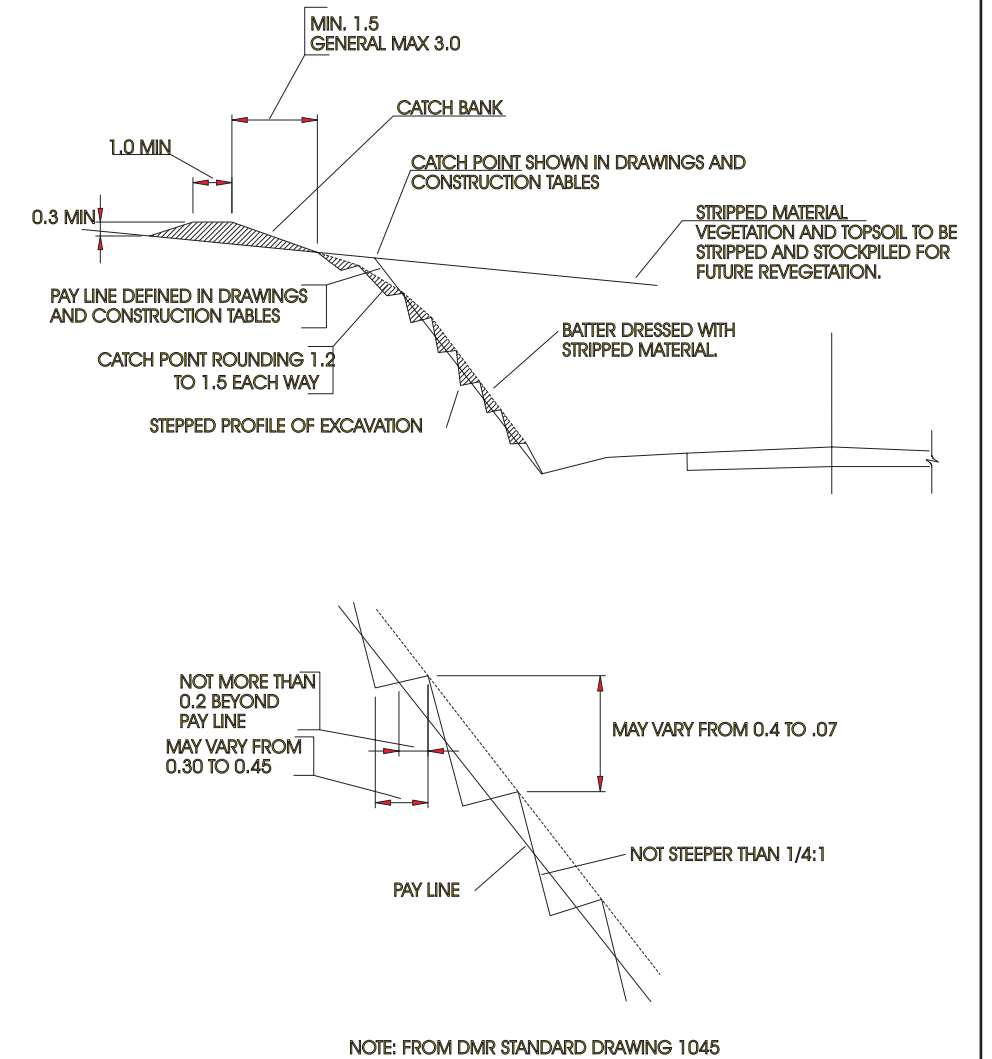 MIN. 1.5
GENERAL MAX 3.0
CATCH BANK
1.0 MIN
CATCH POINT SHOWN IN DRAWINGS AND
CONSTRUCTION TABLES
0.3 MIN
STRIPPED MATERIAL
VEGETATION AND TOPSOIL TO BE
STRIPPED AND STOCKPILED FOR
FUTURE REVEGETATION.
PAY LINE DEFINED IN DRAWINGS
AND CONSTRUCTION TABLES
BATTER DRESSED WITH
STRIPPED MATERIAL.
CATCH POINT ROUNDING 1.2
TO 1.5 EACH WAY
STEPPED PROFILE OF EXCAVATION
NOT MORE THAN
0.2 BEYOND
PAY LINE
MAY VARY FROM
0.30 TO 0.45
MAY VARY FROM 0.4 TO .07
NOT STEEPER THAN 1/4:1
PAY LINE
NOTE: FROM DMR STANDARD DRAWING 1045